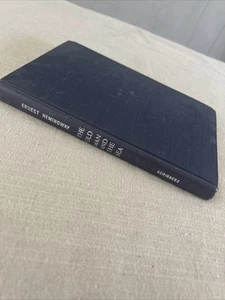 ERNEST HEMINGWAY
THE
OLD
MAN
AND
THE
SEA
SCRIBNERS